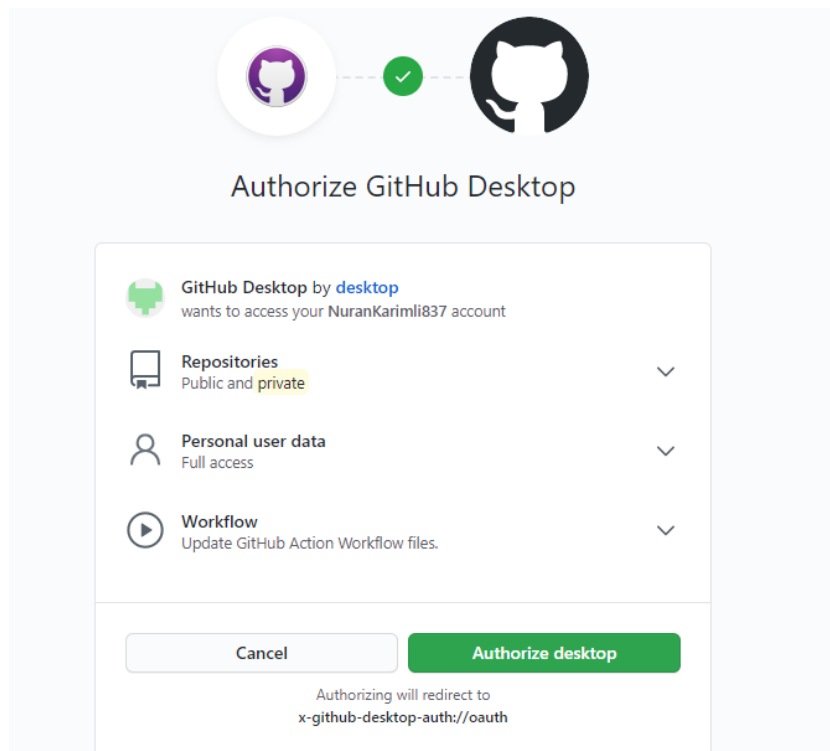 Authorize GitHub Desktop
GitHub Desktop by desktop
wants to access your NuranKarimli837 account
Repositories
Public and private
Personal user data
Full access
Workflow
Update GitHub Action Workflow files.
Cancel
Authorize desktop
Authorizing will redirect to
x-github-desktop-auth://oauth